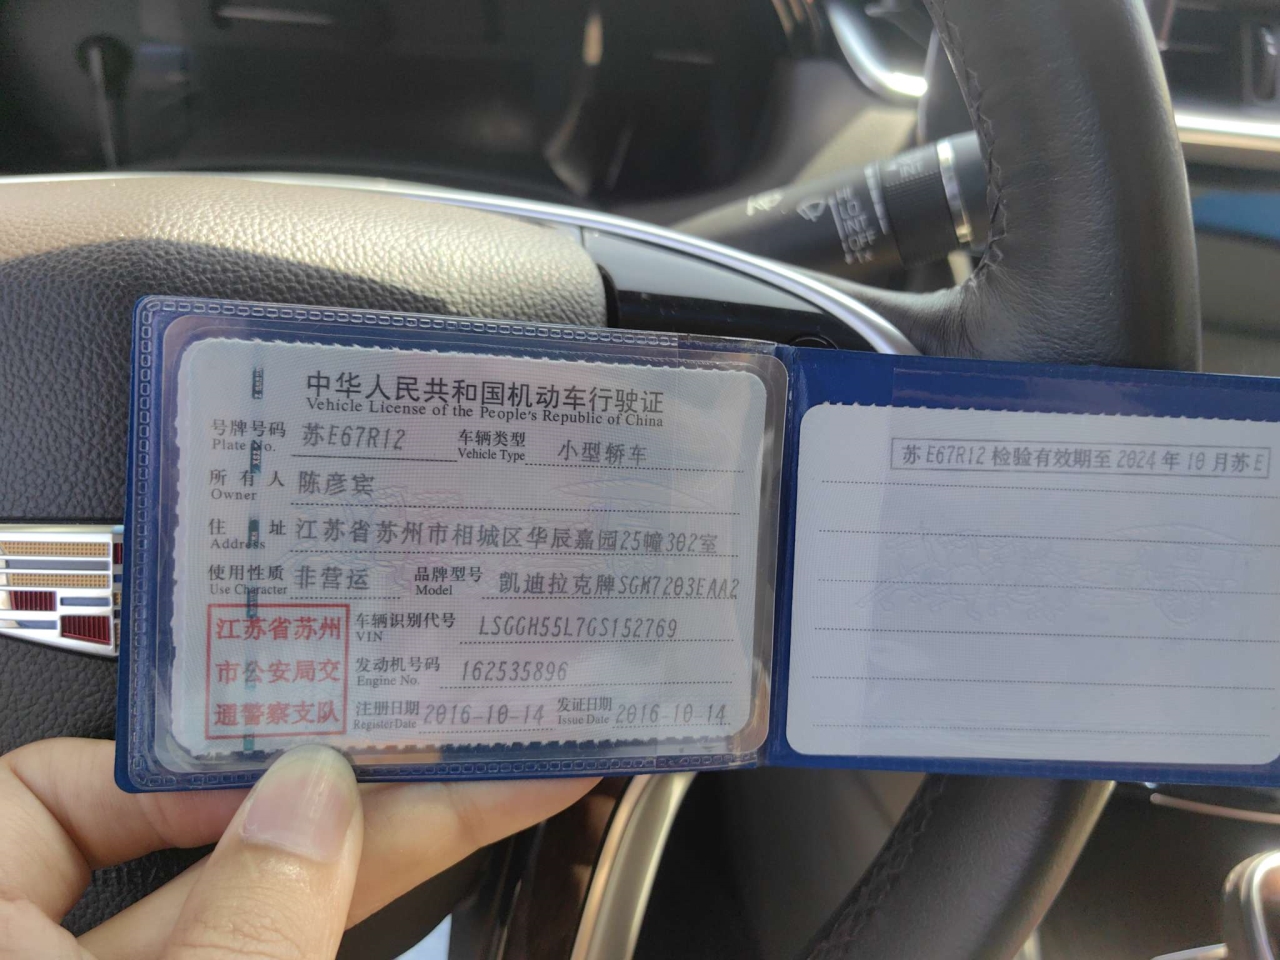 中华人民共和国机动车行驶证
Vehicle License of the People's Republic of China
号牌号码 苏E67R12 车辆类型 小型轿车
Plate No. Vehicle Type
所有人 陈彦宾
Owner
住址 江苏省苏州市相城区华辰嘉园25幢302室
Address
使用性质 非营运 品牌型号 凯迪拉克牌SGM7203EAA2
Use Character Model
江苏省苏州
市公安局交
通警察支队
车辆识别代号 LSGGH55L7GS152769
VIN
发动机号码 162535896
Engine No.
注册日期 2016-10-14 发证日期 2016-10-14
Register Date Issue Date
苏E67R12检验有效期至2024年10月苏E
INT
HI
LO
INT
OFF
1x